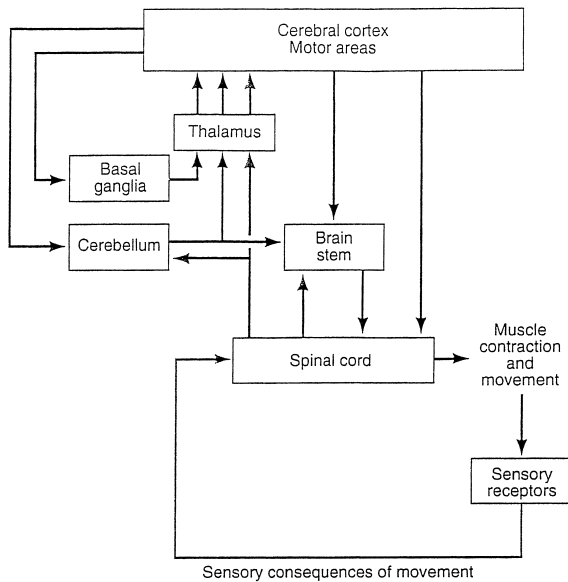 Cerebral cortex
Motor areas
Thalamus
Basal
ganglia
Cerebellum
Brain
stem
Spinal cord
Muscle
contraction
and
movement
Sensory
receptors
Sensory consequences of movement